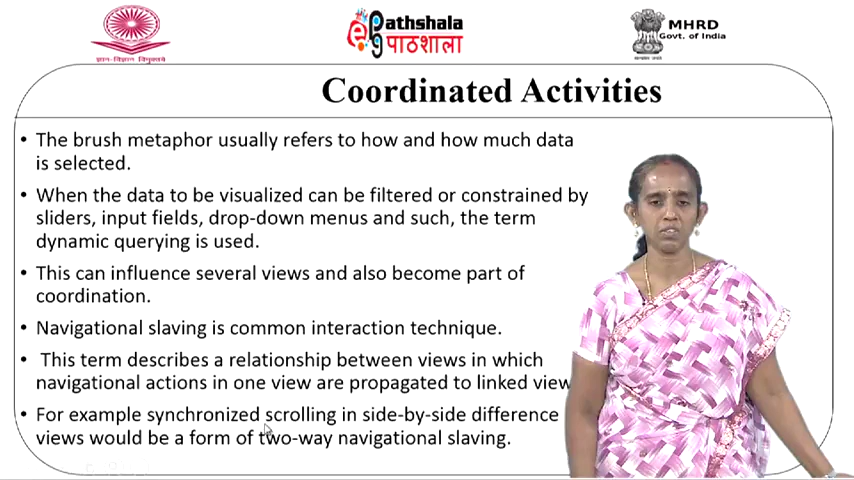 ज्ञान-विज्ञान विमुक्तये
Pathshala
पाठशाला
MHRD
Govt. of India
Coordinated Activities
• The brush metaphor usually refers to how and how much data
is selected.
• When the data to be visualized can be filtered or constrained by
sliders, input fields, drop-down menus and such, the term
dynamic querying is used.
• This can influence several views and also become part of
coordination.
• Navigational slaving is common interaction technique.
• This term describes a relationship between views in which
navigational actions in one view are propagated to linked view
• For example synchronized scrolling in side-by-side difference
views would be a form of two-way navigational slaving.